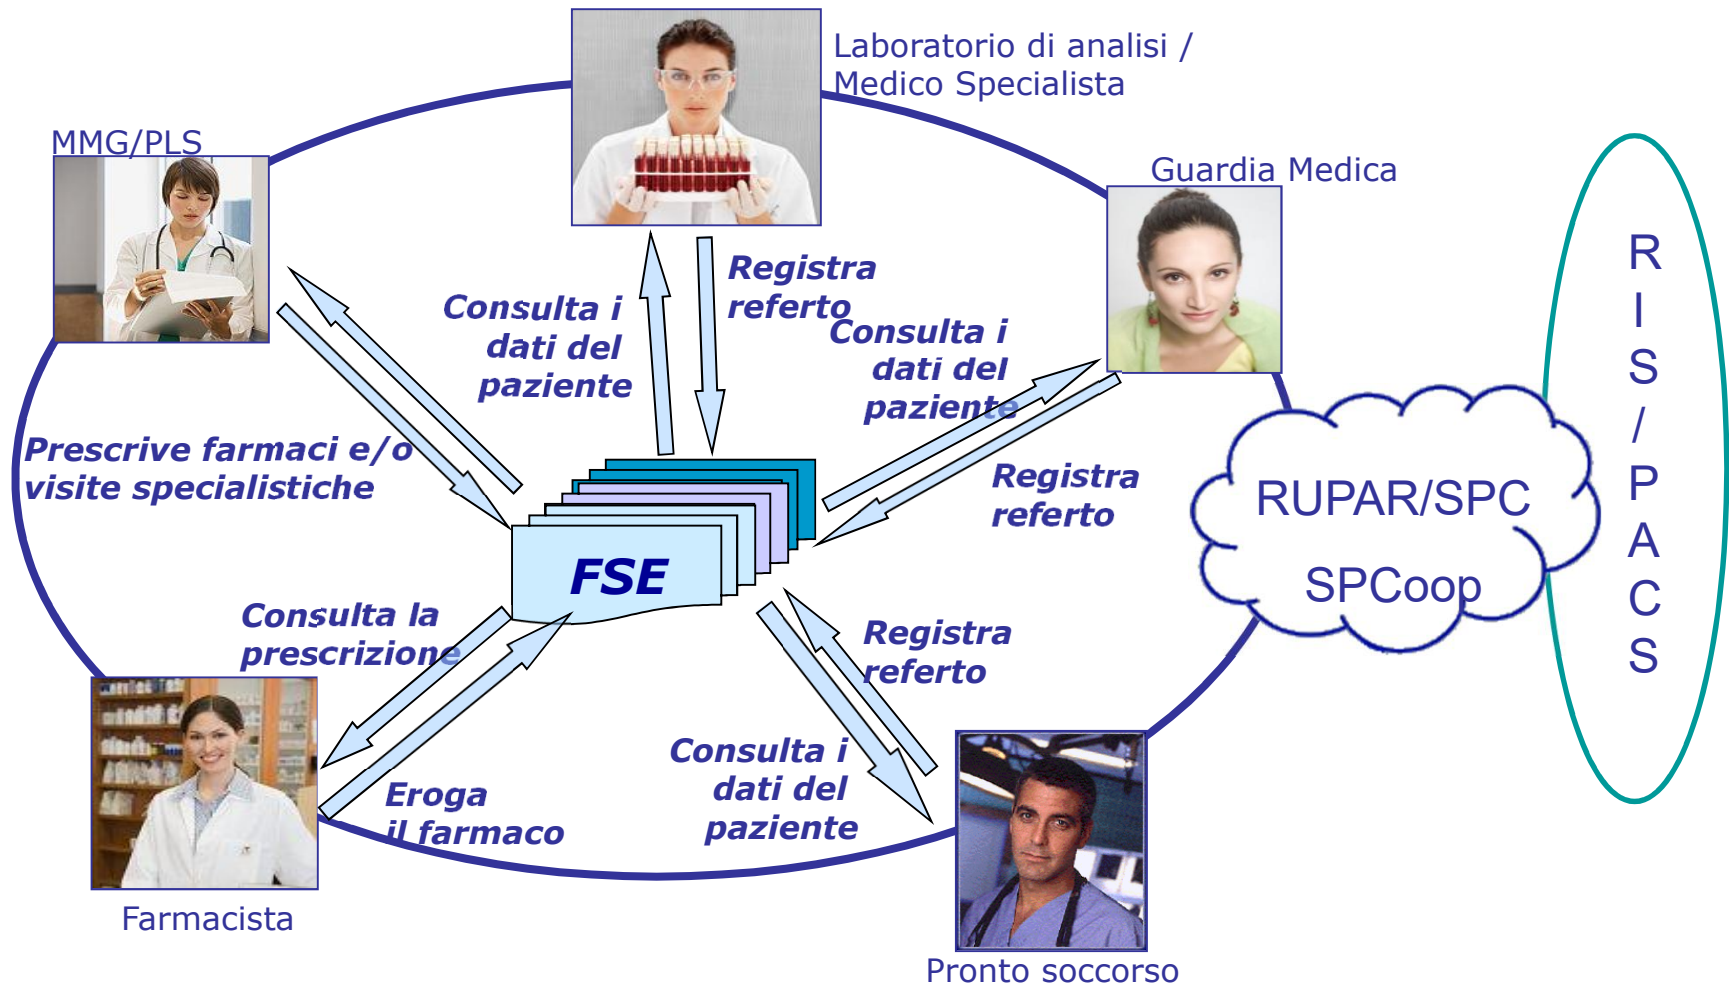 Laboratorio di analisi /
Medico Specialista
MMG/PLS
Guardia Medica
Registra
referto
Consulta i
dati del
paziente
Consulta i
dati del
paziente
Prescrive farmaci e/o
visite specialistiche
Registra
referto
FSE
RUPAR/SPC
SPCoop
R
I
S
/
P
A
C
S
Consulta la
prescrizione
Registra
referto
Consulta i
dati del
paziente
Eroga
il farmaco
Farmacista
Pronto soccorso